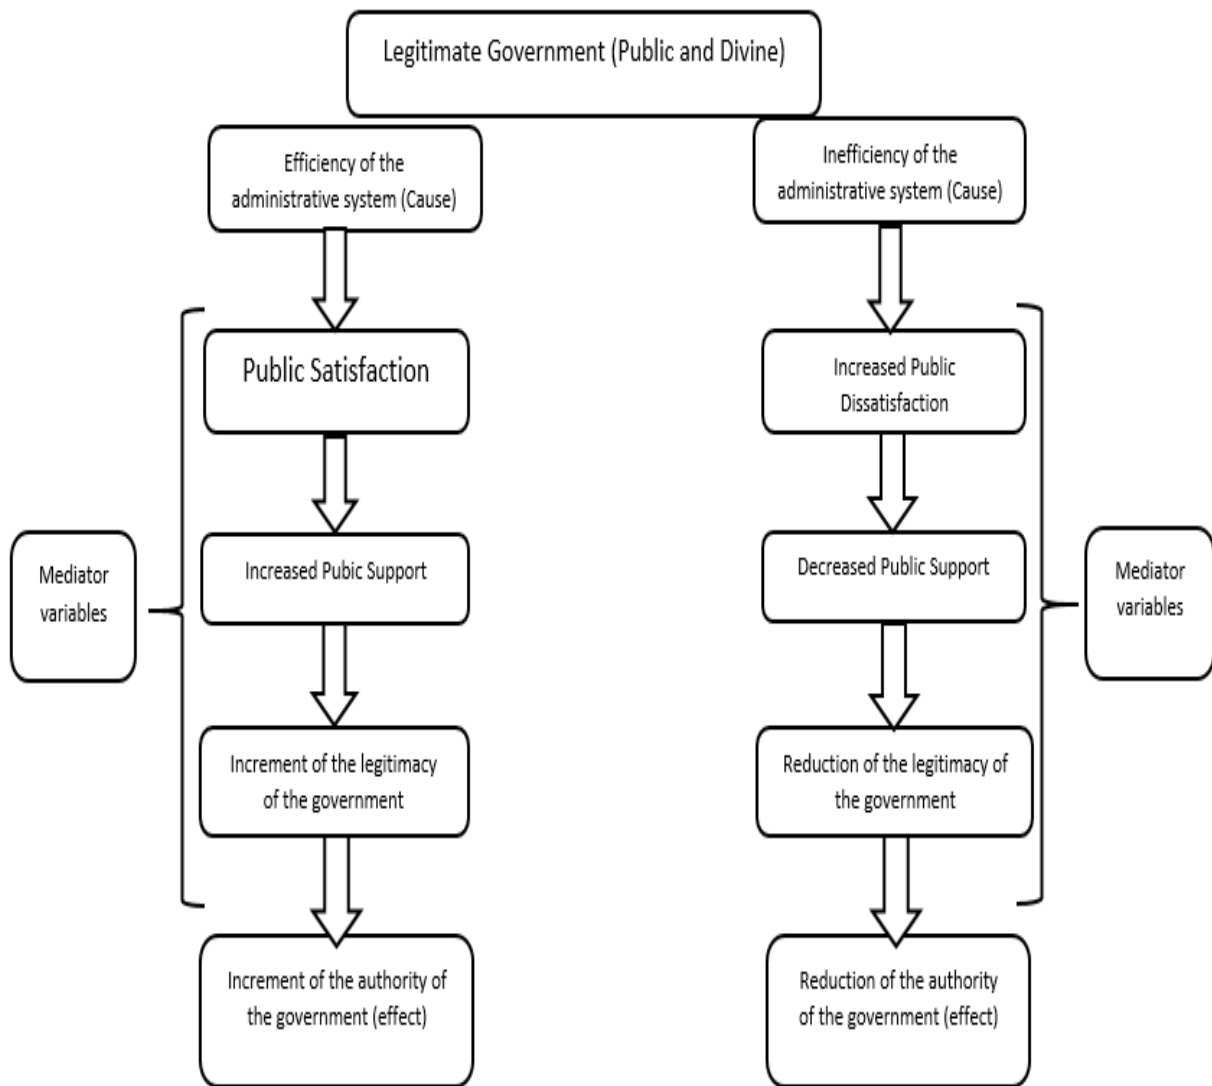 Legitimate Government (Public and Divine)
Efficiency of the
administrative system (Cause)
Inefficiency of the
administrative system (Cause)
Public Satisfaction
Increased Public
Dissatisfaction
Mediator
variables
Increased Pubic Support
Decreased Public Support
Mediator
variables
Increment of the legitimacy
of the government
Reduction of the legitimacy of
the government
Increment of the authority of
the government (effect)
Reduction of the authority
of the government (effect)